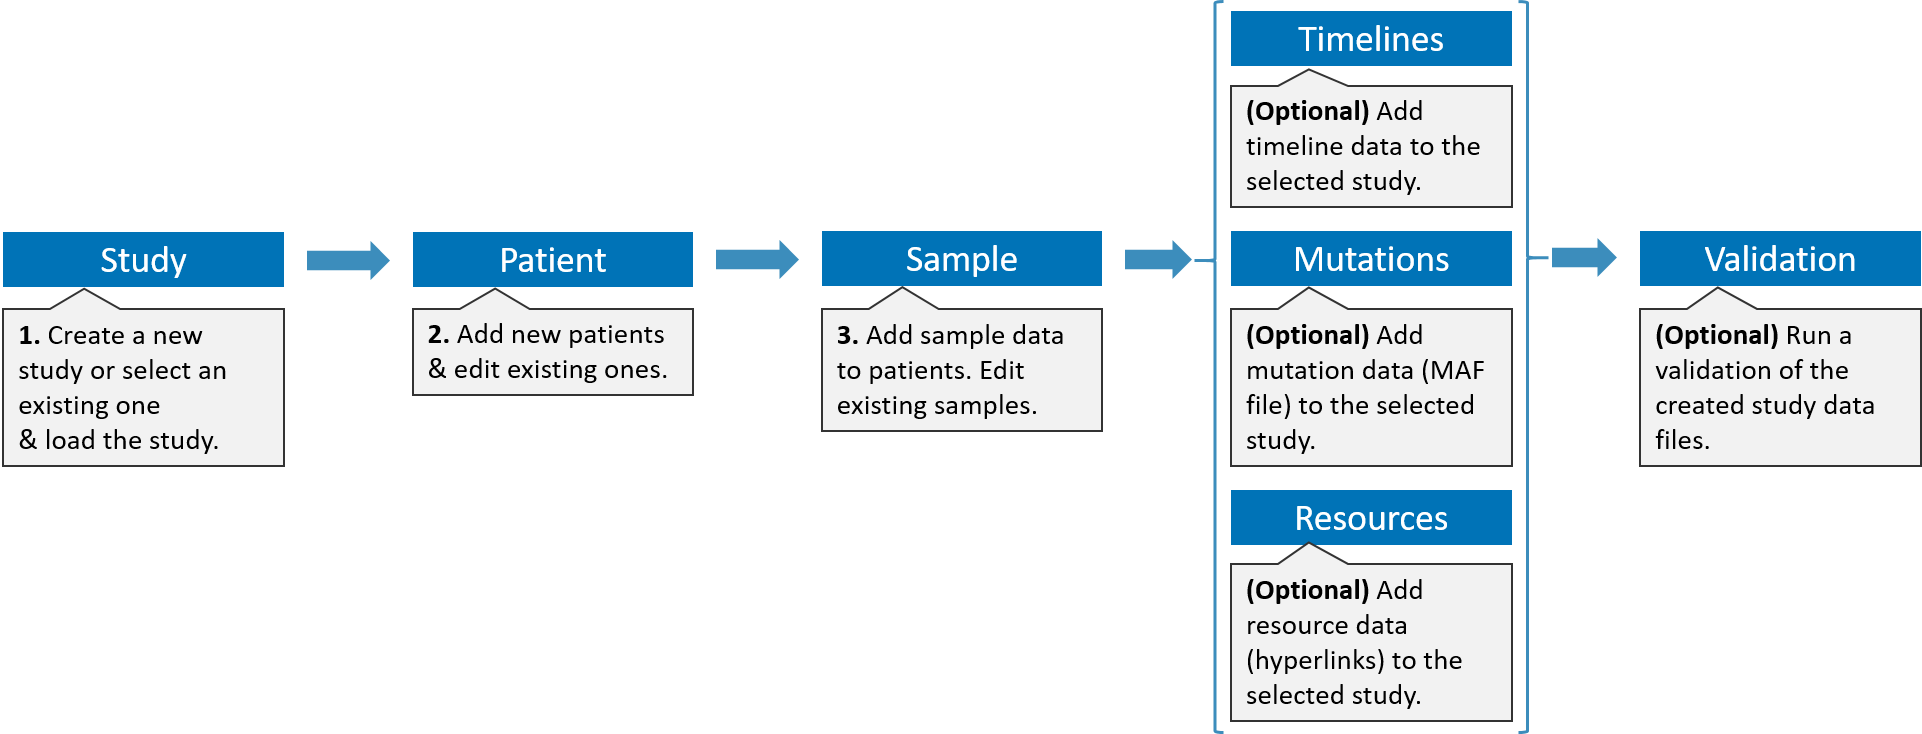 Study
1. Create a new
study or select an
existing one
& load the study.
Patient
2. Add new patients
& edit existing ones.
Sample
3. Add sample data
to patients. Edit
existing samples.
Timelines
(Optional) Add
timeline data to the
selected study.
Mutations
(Optional) Add
mutation data (MAF
file) to the selected
study.
Resources
(Optional) Add
resource data
(hyperlinks) to the
selected study.
Validation
(Optional) Run a
validation of the
created study data
files.